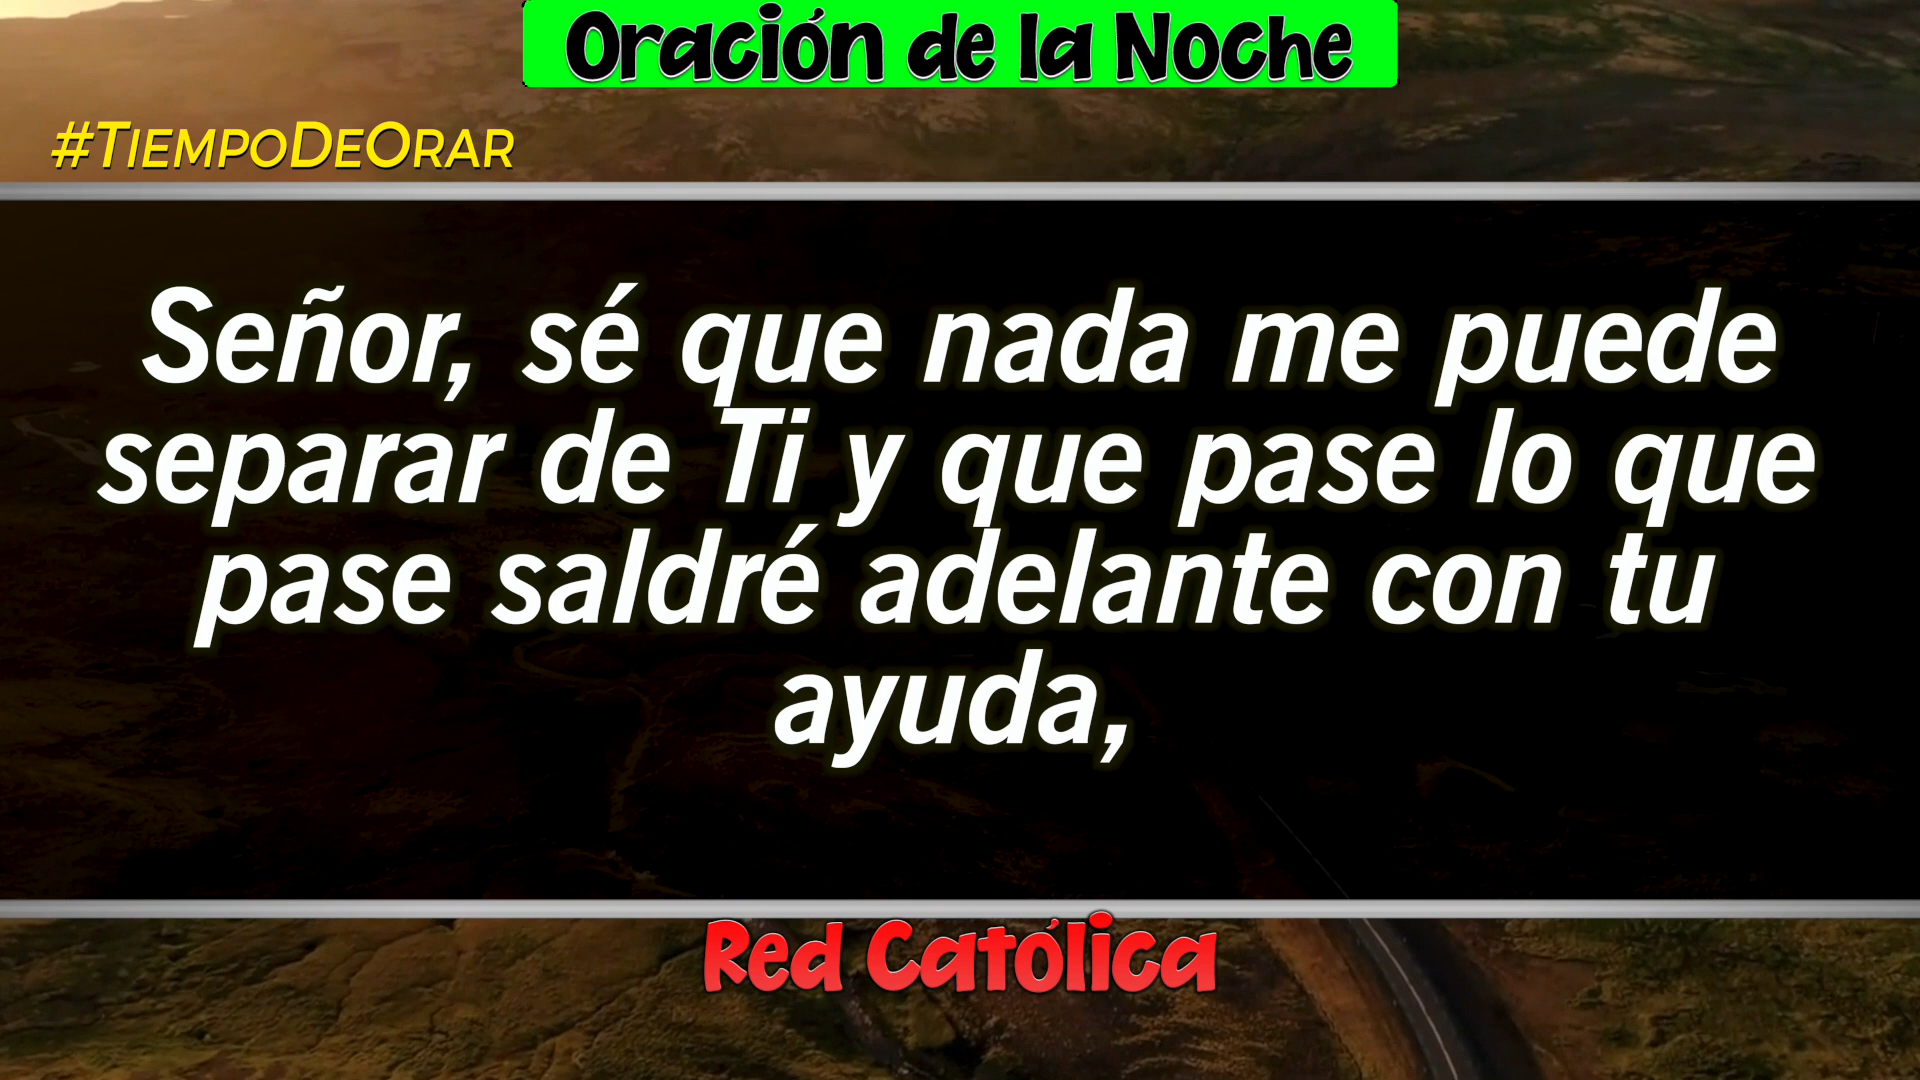 Oración de la Noche
#TIEMPODEORAR
Señor, sé que nada me puede
separar de Ti y que pase lo que
pase saldré adelante con tu
ayuda,
Red Católica